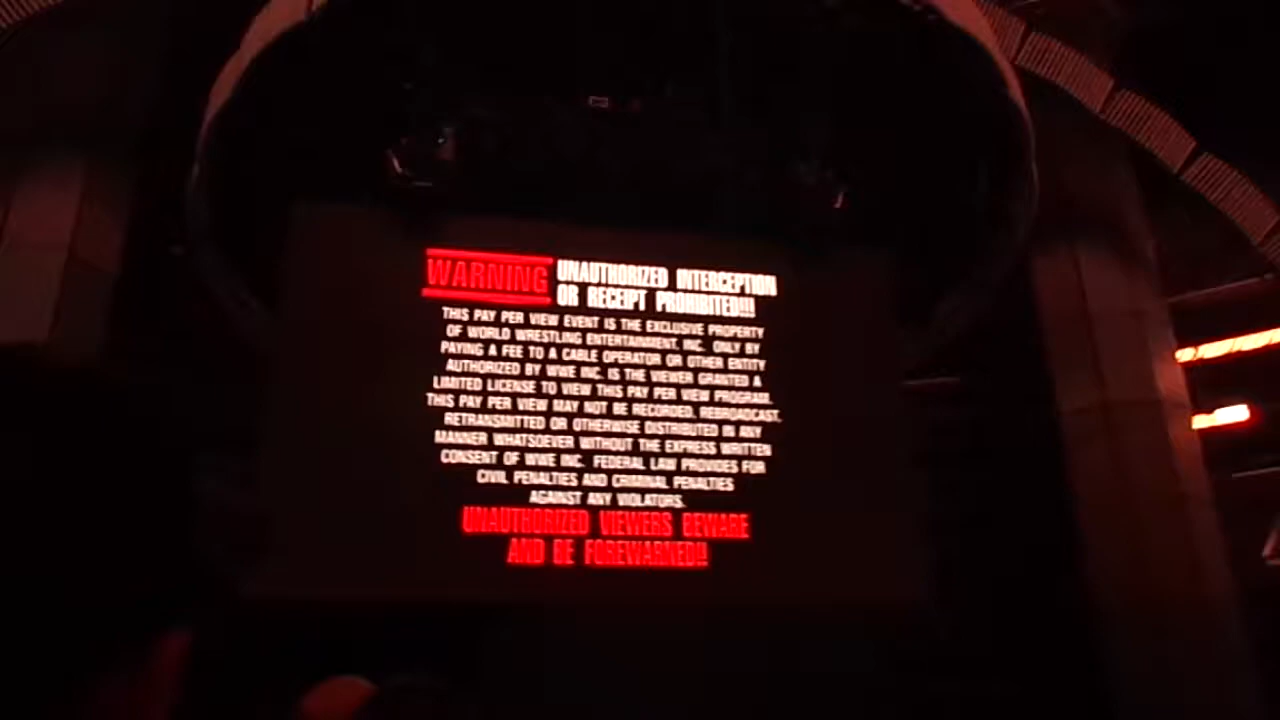 WARNING UNAUTHORIZED INTERCEPTION
OR RECEIPT PROHIBITED!!!
THIS PAY PER VIEW EVENT IS THE EXCLUSIVE PROPERTY
OF WORLD WRESTLING ENTERTAINMENT, INC. ONLY BY
PAYING A FEE TO A CABLE OPERATOR OR OTHER ENTITY
AUTHORIZED BY WWE INC. IS THE VIEWER GRANTED A
LIMITED LICENSE TO VIEW THIS PAY PER VIEW PROGRAM.
THIS PAY PER VIEW MAY NOT BE RECORDED, REBROADCAST,
RETRANSMITTED OR OTHERWISE DISTRIBUTED IN ANY
MANNER WHATSOEVER WITHOUT THE EXPRESS WRITTEN
CONSENT OF WWE INC. FEDERAL LAW PROVIDES FOR
CIVIL PENALTIES AND CRIMINAL PENALTIES
AGAINST ANY VIOLATORS.
UNAUTHORIZED VIEWERS BEWARE
AND BE FOREWARNED!!